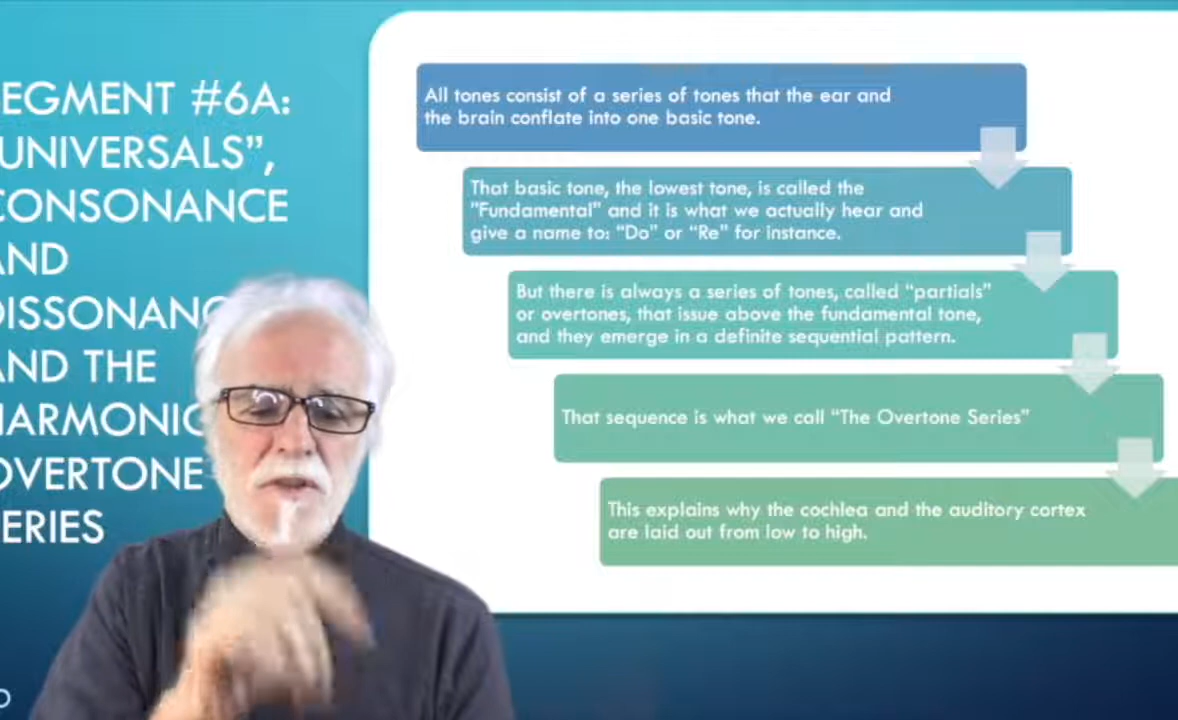 EGMENT #6A:
UNIVERSALS",
CONSONANCE
AND
DISSONANC
AND THE
HARMONIC
OVERTONE
SERIES
All tones consist of a series of tones that the ear and
the brain conflate into one basic tone.
That basic tone, the lowest tone, is called the
"Fundamental" and it is what we actually hear and
give a name to: "Do" or "Re" for instance.
But there is always a series of tones, called "partials"
or overtones, that issue above the fundamental tone,
and they emerge in a definite sequential pattern.
That sequence is what we call "The Overtone Series"
This explains why the cochlea and the auditory cortex
are laid out from low to high.